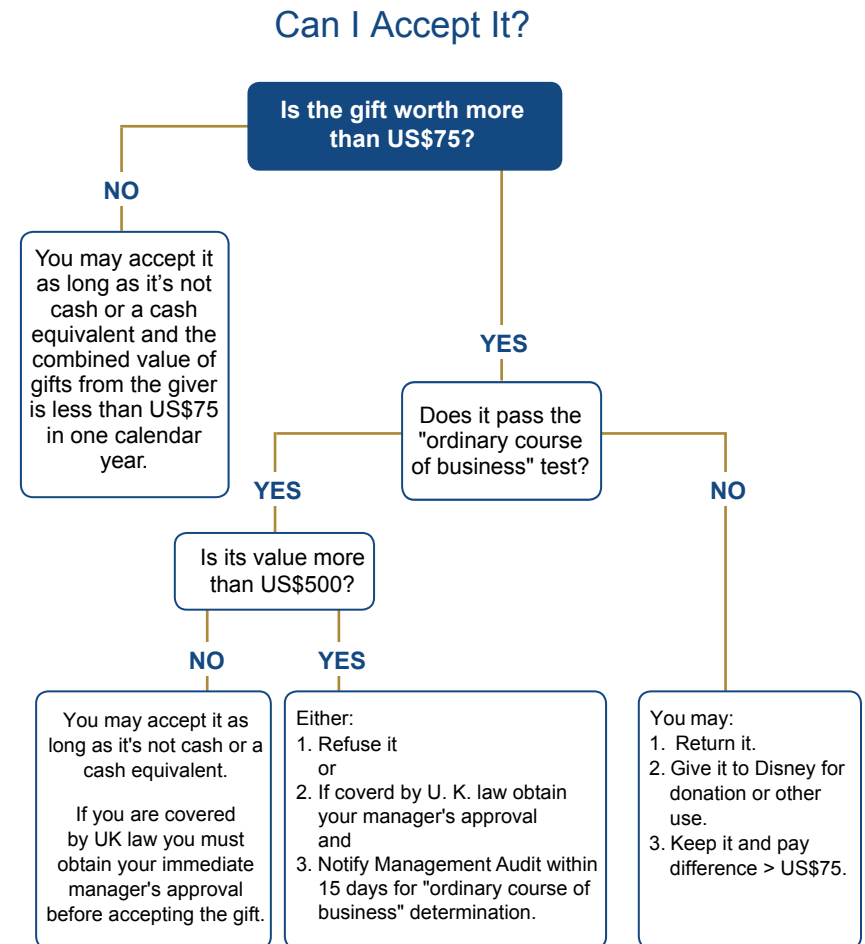 Can I Accept It?
Is the gift worth more
than US$75?
NO
You may accept it
as long as it’s not
cash or a cash
equivalent and the
combined value of
gifts from the giver
is less than US$75
in one calendar
year.
YES
Does it pass the
"ordinary course
of business" test?
YES
NO
Is its value more
than US$500?
NO
YES
You may accept it as
long as it's not cash or a
cash equivalent.
If you are covered
by UK law you must
obtain your immediate
manager's approval
before accepting the gift.
Either:
1. Refuse it
or
2. If coverd by U. K. law obtain
your manager's approval
and
3. Notify Management Audit within
15 days for "ordinary course of
business" determination.
You may:
1. Return it.
2. Give it to Disney for
donation or other
use.
3. Keep it and pay
difference > US$75.